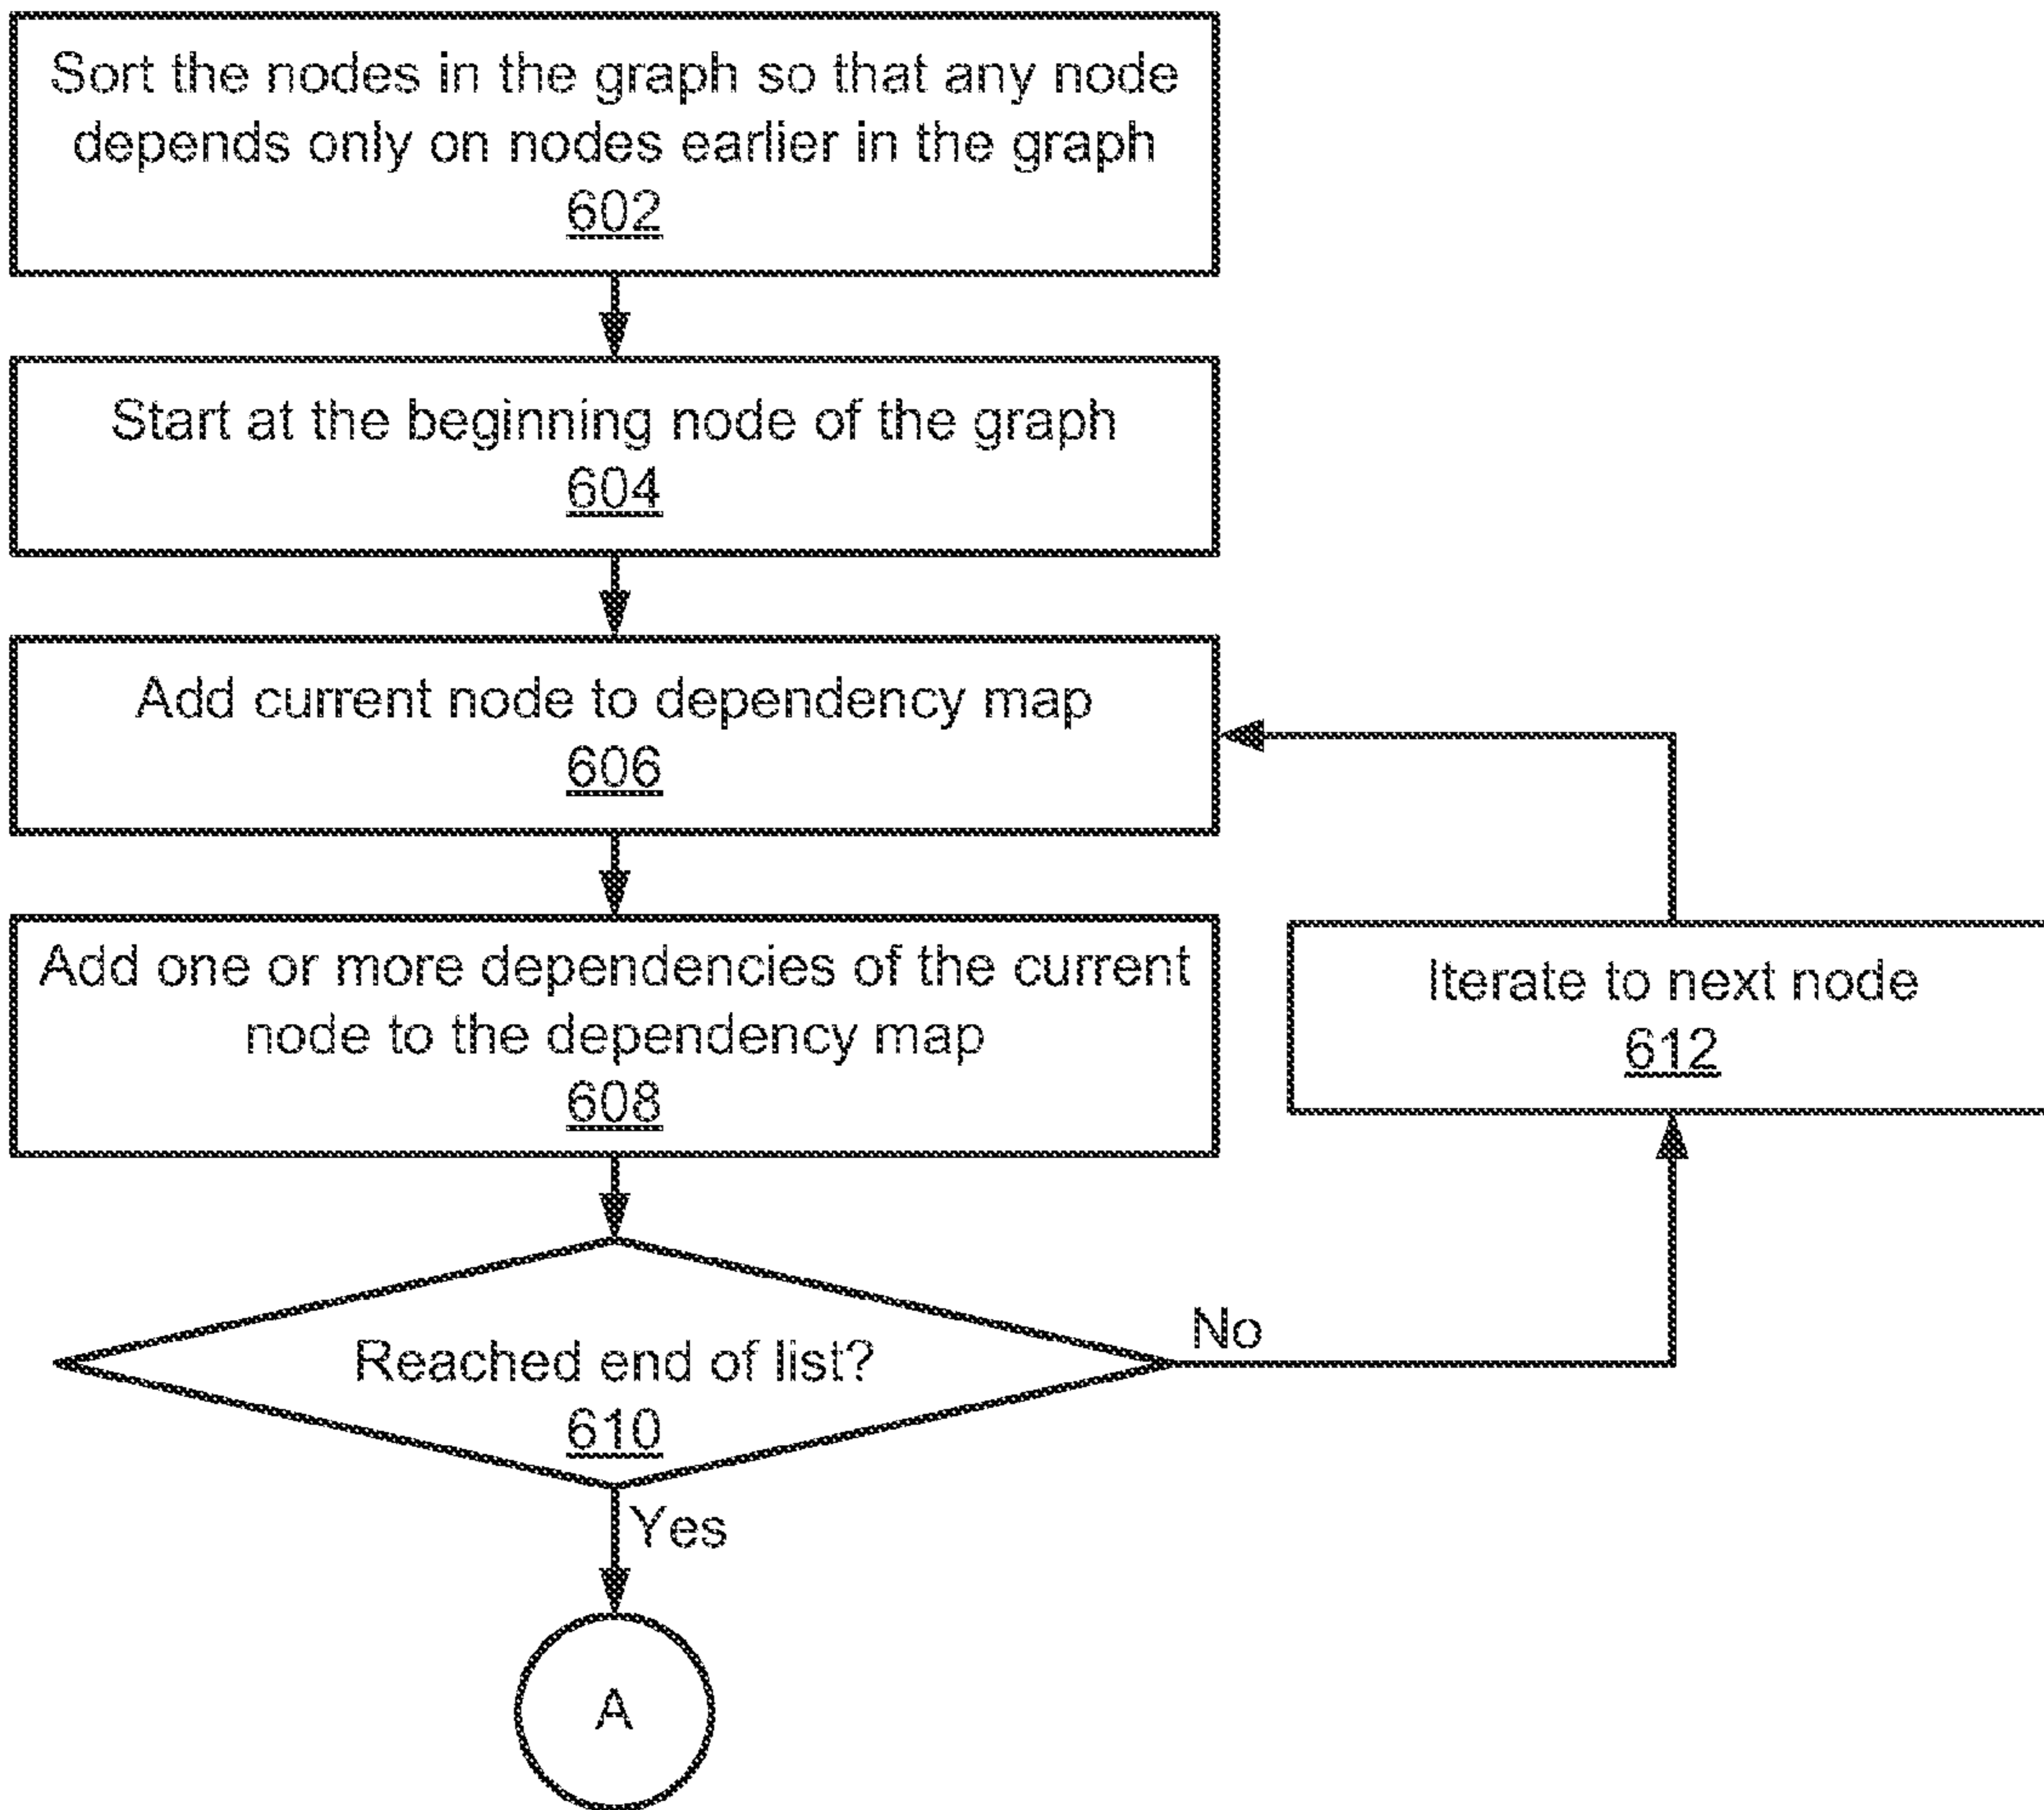 Sort the nodes in the graph so that any node
depends only on nodes earlier in the graph
602
Start at the beginning node of the graph
604
Add current node to dependency map
606
Add one or more dependencies of the current
node to the dependency map
608
Iterate to next node
612
Reached end of list?
610
No
Yes
A